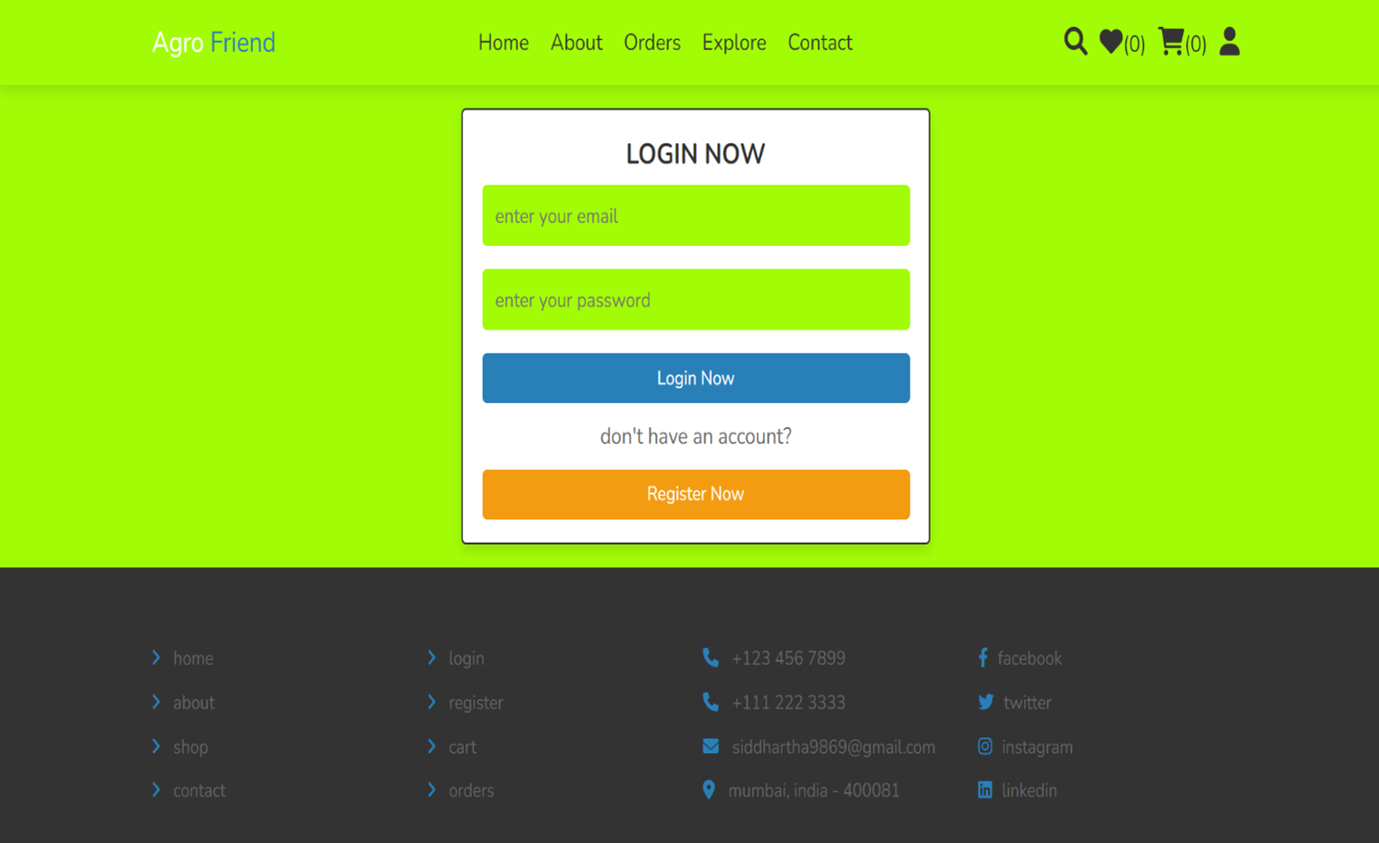 Agro Friend
Home About Orders Explore Contact
(0) (0)
LOGIN NOW
enter your email
enter your password
Login Now
don't have an account?
Register Now
home
about
shop
contact
login
register
cart
orders
+123 456 7899
+111 222 3333
siddhartha9869@gmail.com
mumbai, india - 400081
facebook
twitter
instagram
linkedin